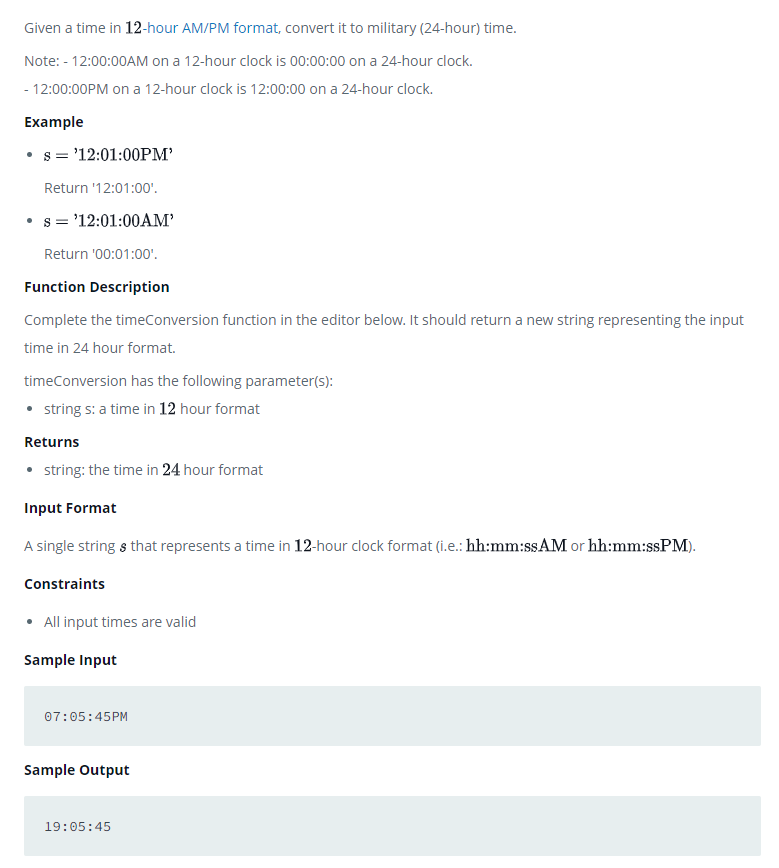 Given a time in 12-hour AM/PM format, convert it to military (24-hour) time.
Note: - 12:00:00AM on a 12-hour clock is 00:00:00 on a 24-hour clock.
- 12:00:00PM on a 12-hour clock is 12:00:00 on a 24-hour clock.
Example
• s = ’12:01:00PM’
Return '12:01:00'.
• s = ’12:01:00AM’
Return '00:01:00'.
Function Description
Complete the timeConversion function in the editor below. It should return a new string representing the input
time in 24 hour format.
timeConversion has the following parameter(s):
• string s: a time in 12 hour format
Returns
• string: the time in 24 hour format
Input Format
A single string s that represents a time in 12-hour clock format (i.e.: hh:mm:ssAM or hh:mm:ssPM).
Constraints
• All input times are valid
Sample Input
07:05:45PM
Sample Output
19:05:45